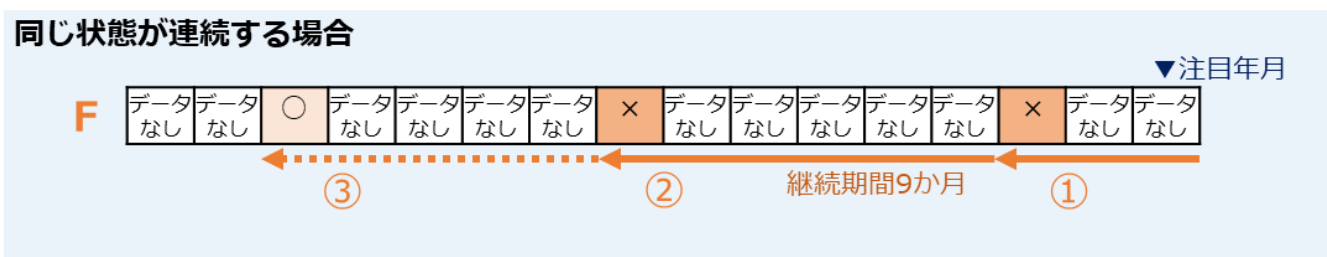 同じ状態が連続する場合
▼注目年月
F データなし データなし ○ データなし データなし データなし データなし × データなし データなし データなし データなし データなし × データなし データなし
③ ② 継続期間9か月 ①